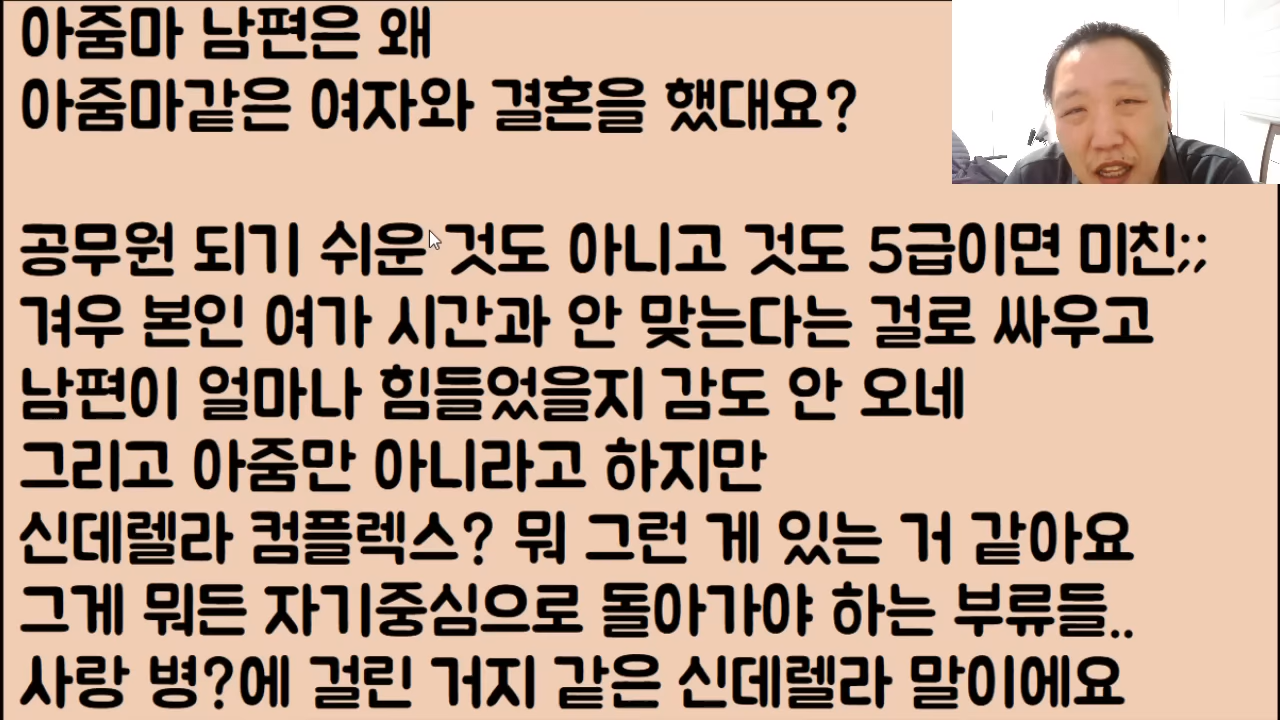 아줌마 남편은 왜
아줌마같은 여자와 결혼을 했대요?
공무원 되기 쉬운 것도 아니고 것도 5급이면 미친;;
겨우 본인 여가 시간과 안 맞는다는 걸로 싸우고
남편이 얼마나 힘들었을지 감도 안 오네
그리고 아줌만 아니라고 하지만
신데렐라 컴플렉스? 뭐 그런 게 있는 거 같아요
그게 뭐든 자기중심으로 돌아가야 하는 부류들..
사랑 병?에 걸린 거지 같은 신데렐라 말이에요